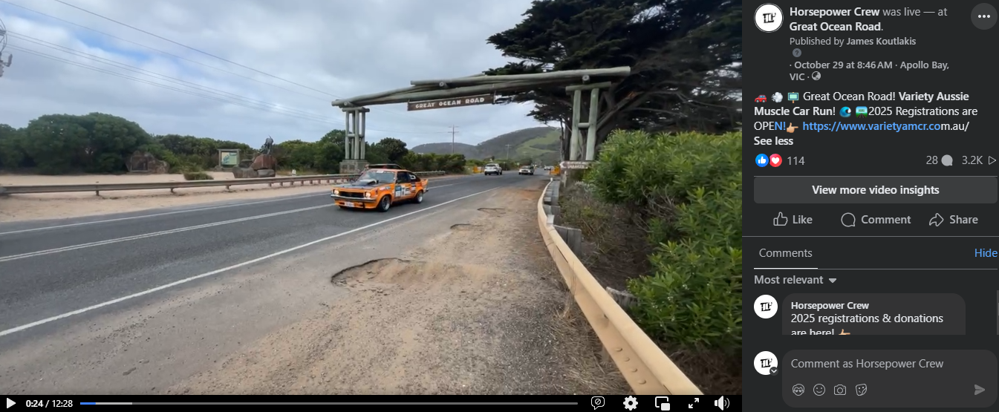 GREAT OCEAN ROAD
0:24 / 12:28
Horsepower Crew was live — at
Great Ocean Road.
Published by James Koutlakis
· October 29 at 8:46 AM · Apollo Bay,
VIC ·
Great Ocean Road! Variety Aussie
Muscle Car Run! 2025 Registrations are
OPEN! https://www.varietyamcr.com.au/
See less
114
28
3.2K
View more video insights
Like
Comment
Share
Comments
Hide
Most relevant
Horsepower Crew
2025 registrations & donations
are here!
Comment as Horsepower Crew